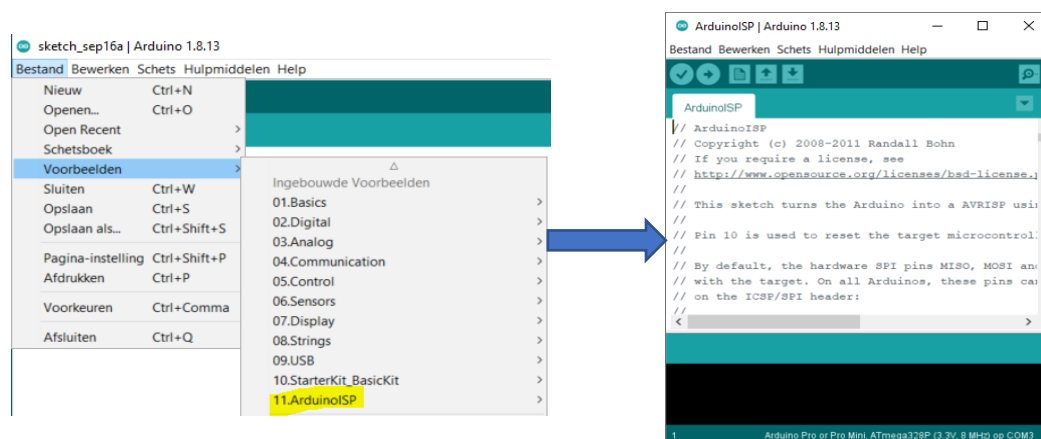 sketch_sep16a | Arduino 1.8.13
Bestand Bewerken Schets Hulpmiddelen Help
Nieuw Ctrl+N
Openen... Ctrl+O
Open Recent >
Schetsboek >
Voorbeelden >
Sluiten Ctrl+W
Opslaan Ctrl+S
Opslaan als... Ctrl+Shift+S
Pagina-instelling Ctrl+Shift+P
Afdrukken Ctrl+P
Voorkeuren Ctrl+Comma
Afsluiten Ctrl+Q
Ingebouwde Voorbeelden
01.Basics >
02.Digital >
03.Analog >
04.Communication >
05.Control >
06.Sensors >
07.Display >
08.Strings >
09.USB >
10.StarterKit_BasicKit >
11.ArduinoISP >
ArduinoISP | Arduino 1.8.13
Bestand Bewerken Schets Hulpmiddelen Help
ArduinoISP
// ArduinoISP
// Copyright (c) 2008-2011 Randall Bohn
// If you require a license, see
// http://www.opensource.org/licenses/bsd-license.p
//
// This sketch turns the Arduino into a AVRISP usin
//
// Pin 10 is used to reset the target microcontrol
//
// By default, the hardware SPI pins MISO, MOSI and
// with the target. On all Arduinos, these pins can
// on the ICSP/SPI header:
//
1 Arduino Pro or Pro Mini, ATmega328P (3.3V, 8 MHz) op COM3